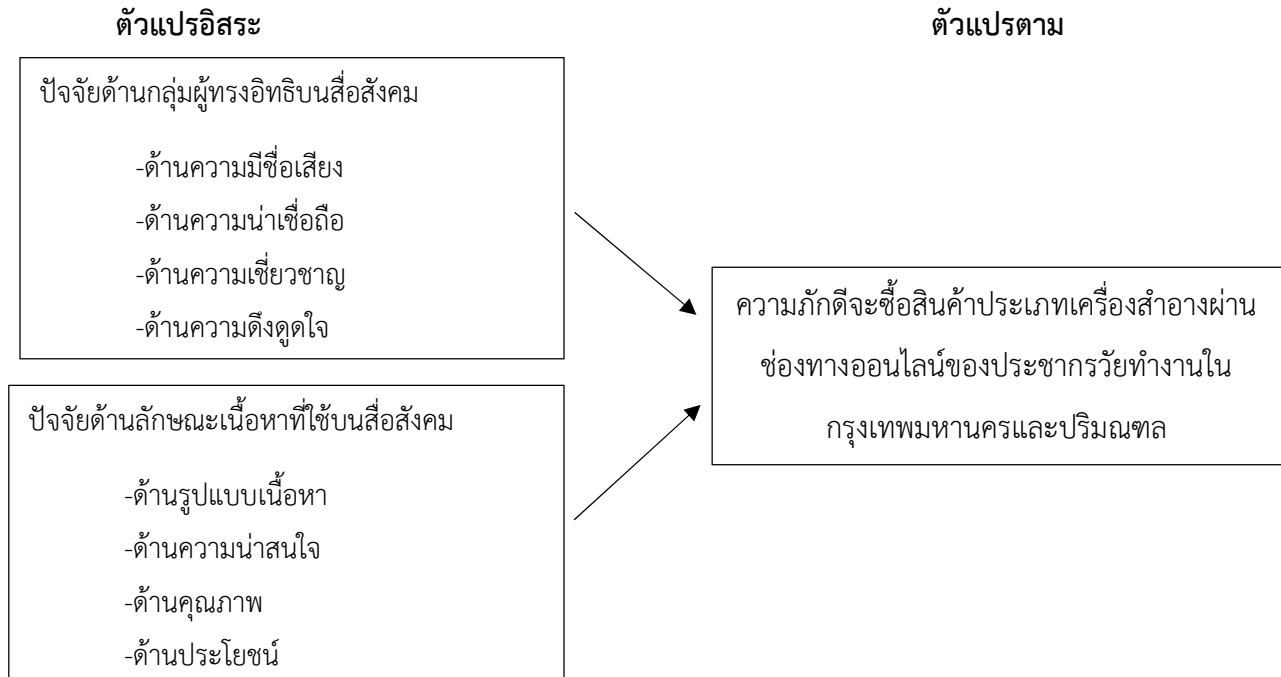 ตัวแปรอิสระ
ปัจจัยด้านกลุ่มผู้ทรงอิทธิบนสื่อสังคม
-ด้านความมีชื่อเสียง
-ด้านความน่าเชื่อถือ
-ด้านความเชี่ยวชาญ
-ด้านความดึงดูดใจ
ปัจจัยด้านลักษณะเนื้อหาที่ใช้บนสื่อสังคม
-ด้านรูปแบบเนื้อหา
-ด้านความน่าสนใจ
-ด้านคุณภาพ
-ด้านประโยชน์
ตัวแปรตาม
ความภักดีจะซื้อสินค้าประเภทเครื่องสำอางผ่าน
ช่องทางออนไลน์ของประชากรวัยทำงานใน
กรุงเทพมหานครและปริมณฑล